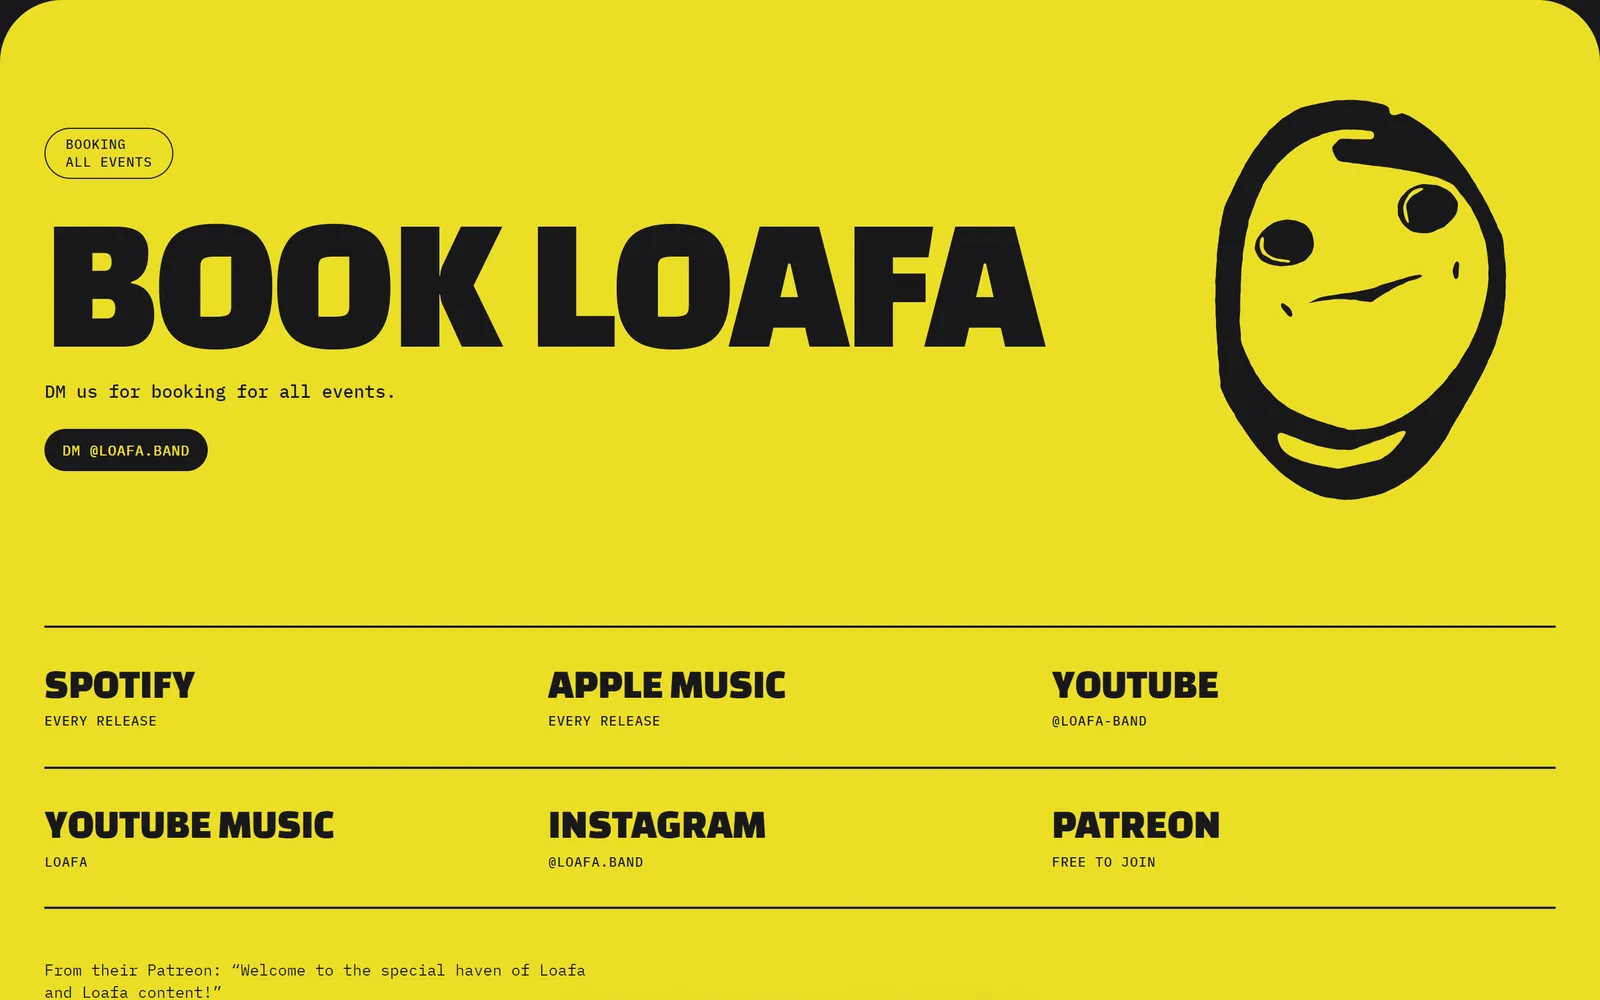 BOOKING
ALL EVENTS
BOOK LOAFA
DM us for booking for all events.
DM @LOAFA.BAND
SPOTIFY
EVERY RELEASE
APPLE MUSIC
EVERY RELEASE
YOUTUBE
@LOAFA-BAND
YOUTUBE MUSIC
LOAFA
INSTAGRAM
@LOAFA.BAND
PATREON
FREE TO JOIN
From their Patreon: “Welcome to the special haven of Loafa
and Loafa content!”